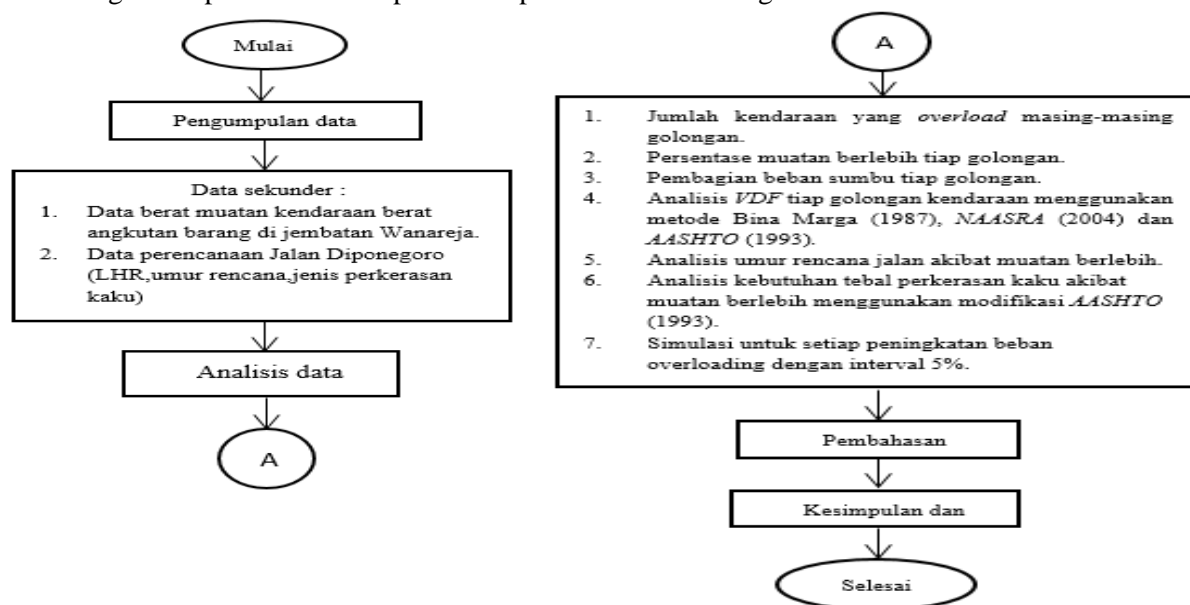 Mulai
Pengumpulan data
Data sekunder :
1. Data berat muatan kendaraan berat
angkutan barang di jembatan Wanareja.
2. Data perencanaan Jalan Diponegoro
(LHR,umur rencana,jenis perkerasan
kaku)
Analisis data
A
A
1. Jumlah kendaraan yang overload masing-masing
golongan.
2. Persentase muatan berlebih tiap golongan.
3. Pembagian beban sumbu tiap golongan.
4. Analisis VDF tiap golongan kendaraan menggunakan
metode Bina Marga (1987), NAASRA (2004) dan
AASHTO (1993).
5. Analisis umur rencana jalan akibat muatan berlebih.
6. Analisis kebutuhan tebal perkerasan kaku akibat
muatan berlebih menggunakan modifikasi AASHTO
(1993).
7. Simulasi untuk setiap peningkatan beban
overloading dengan interval 5%.
Pembahasan
Kesimpulan dan
Selesai